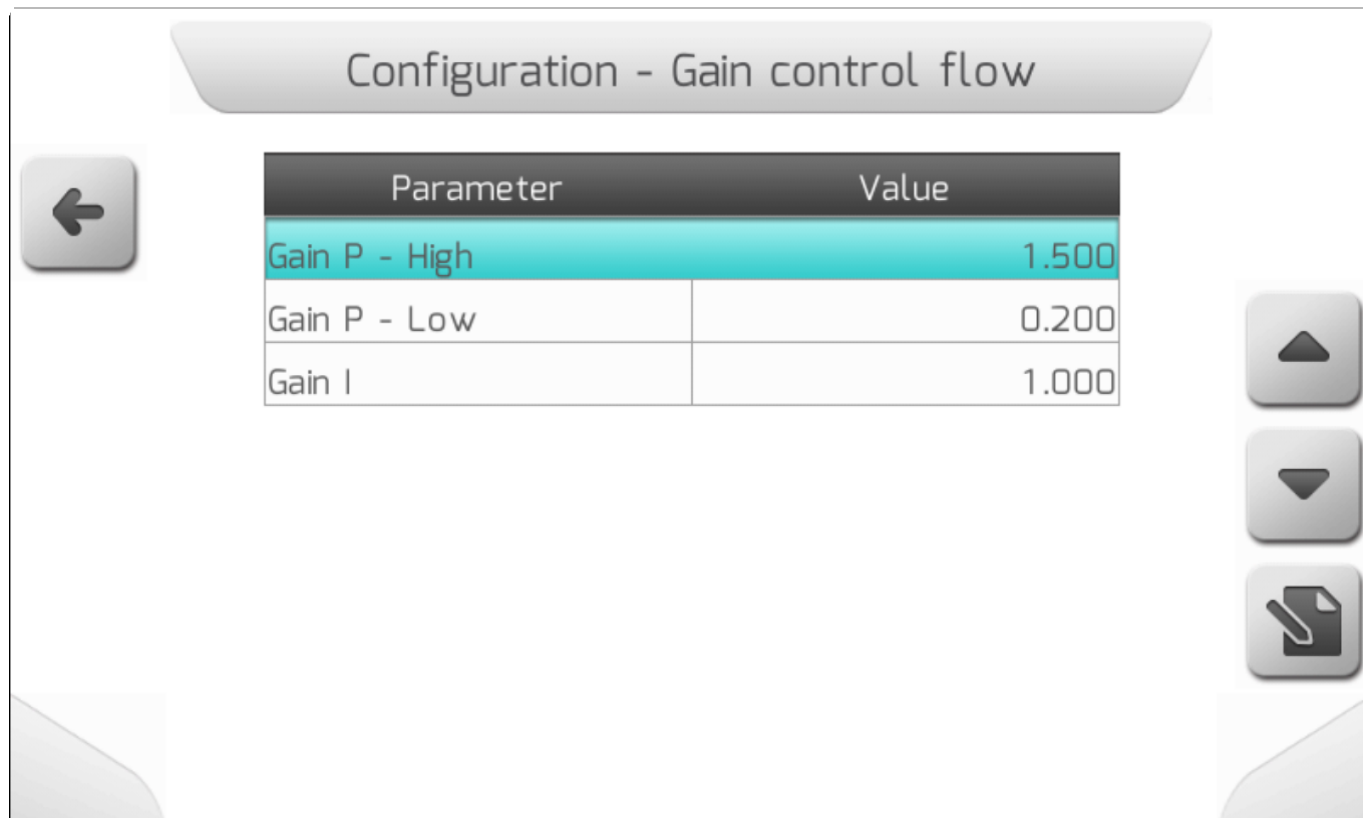 Configuration - Gain control flow
Parameter Value
Gain P - High 1.500
Gain P - Low 0.200
Gain I 1.000